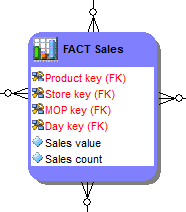 FACT Sales
Product key (FK)
Store key (FK)
MOP key (FK)
Day key (FK)
Sales value
Sales count